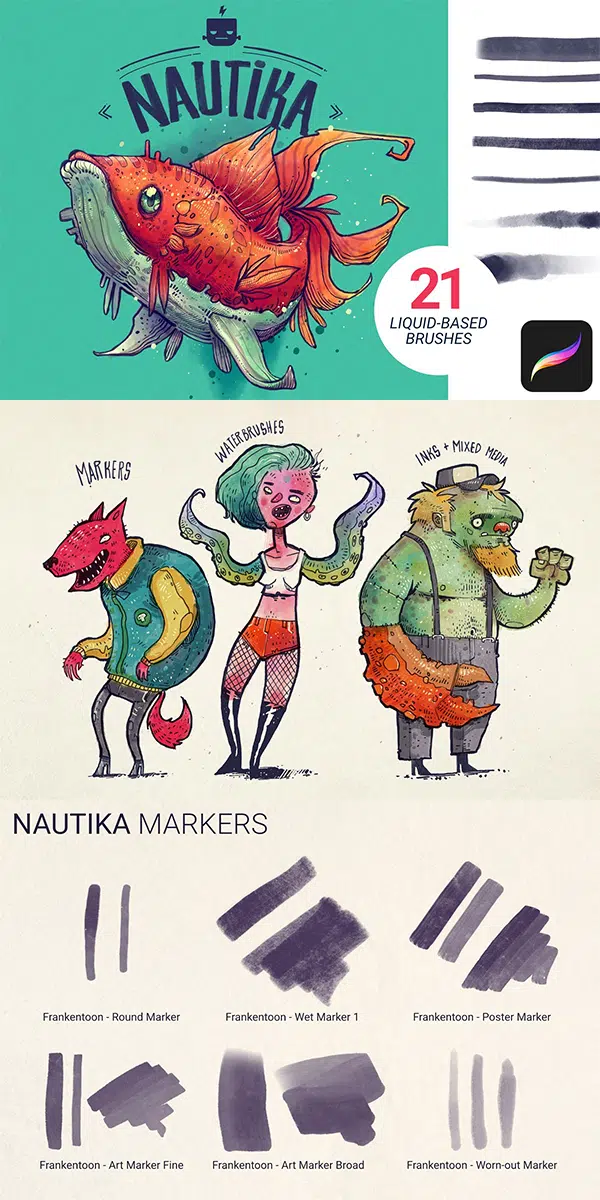 NAUTiKA
21
LIQUID-BASED
BRUSHES
MARKERS
WATERBRUSHES
INKS + MIXED MEDIA
NAUTIKA MARKERS
Frankentoon - Round Marker
Frankentoon - Wet Marker 1
Frankentoon - Poster Marker
Frankentoon - Art Marker Fine
Frankentoon - Art Marker Broad
Frankentoon - Worn-out Marker